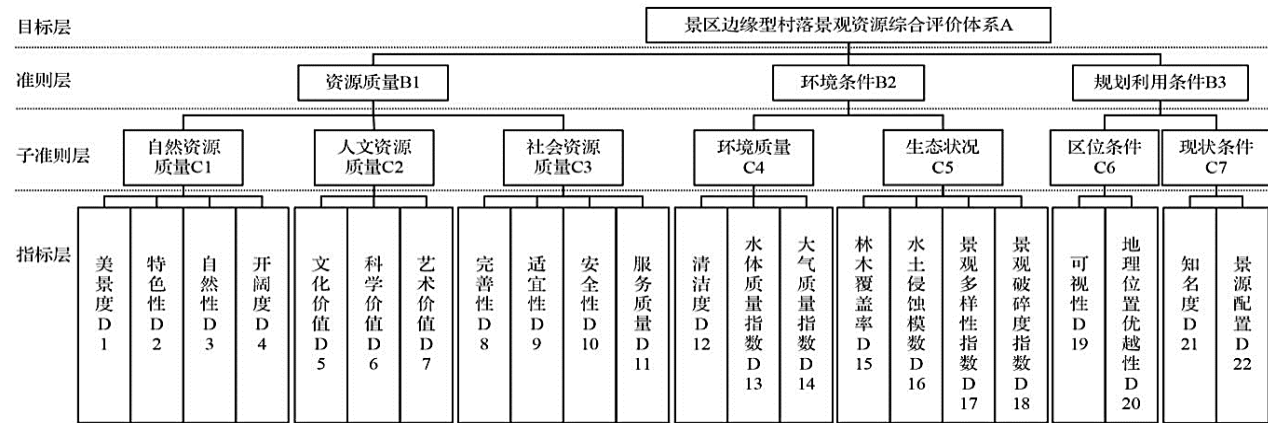 目标层
景区边缘型村落景观资源综合评价体系A
准则层
资源质量B1
环境条件B2
规划利用条件B3
子准则层
自然资源
质量C1
人文资源
质量C2
社会资源
质量C3
环境质量
C4
生态状况
C5
区位条件
C6
现状条件
C7
指标层
美景度D1
特色性D2
自然性D3
开阔度D4
文化价值D5
科学价值D6
艺术价值D7
完善性D8
适宜性D9
安全性D10
服务质量D11
清洁度D12
水体质量指数D13
大气质量指数D14
林木覆盖率D15
水土侵蚀模数D16
景观多样性指数D17
景观破碎度指数D18
可视性D19
地理位置优越性D20
知名度D21
景源配置D22